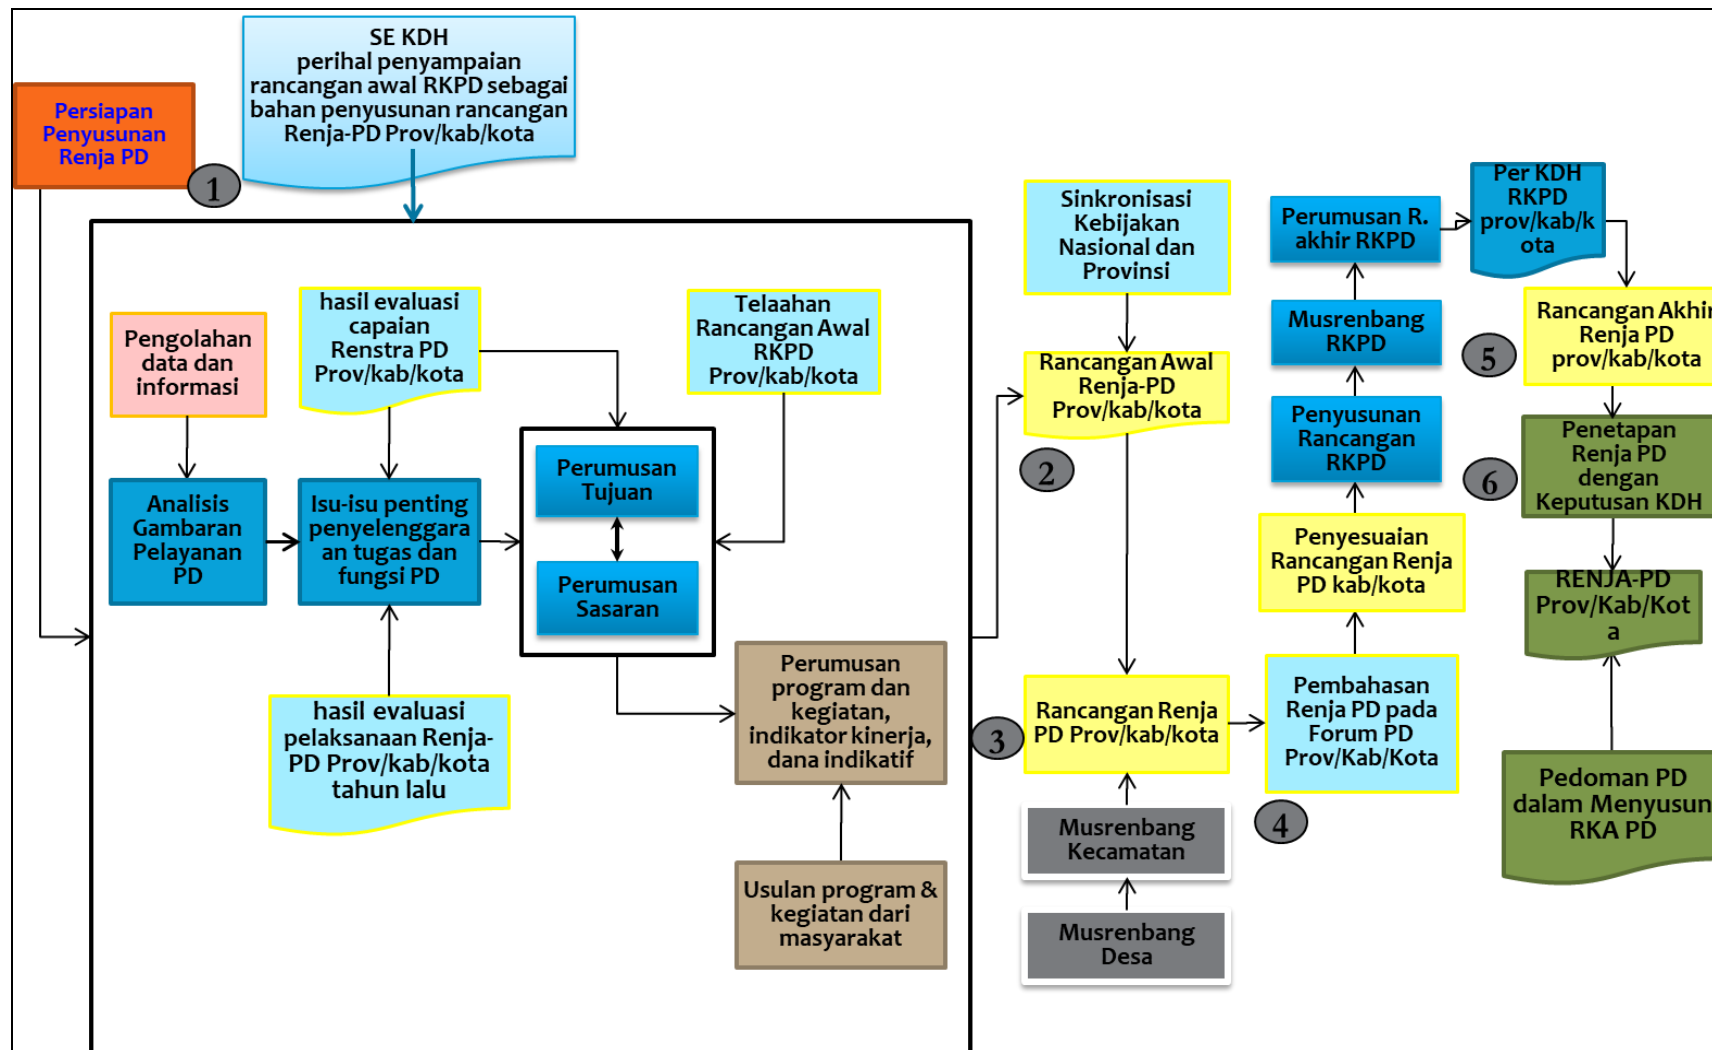 SE KDH
perihal penyampaian
rancangan awal RKPD sebagai
bahan penyusunan rancangan
Renja-PD Prov/kab/kota
Persiapan
Penyusunan
Renja PD
1
Pengolahan
data dan
informasi
hasil evaluasi
capaian
Renstra PD
Prov/kab/kota
Telaahan
Rancangan Awal
RKPD
Prov/kab/kota
Analisis
Gambaran
Pelayanan
PD
Isu-isu penting
penyelenggara
an tugas dan
fungsi PD
Perumusan
Tujuan
Perumusan
Sasaran
hasil evaluasi
pelaksanaan Renja-
PD Prov/kab/kota
tahun lalu
Perumusan
program dan
kegiatan,
indikator kinerja,
dana indikatif
Usulan program &
kegiatan dari
masyarakat
Sinkronisasi
Kebijakan
Nasional dan
Provinsi
Rancangan Awal
Renja-PD
Prov/kab/kota
2
3
Rancangan Renja
PD Prov/kab/kota
Musrenbang
Kecamatan
Musrenbang
Desa
4
Pembahasan
Renja PD pada
Forum PD
Prov/Kab/Kota
Penyesuaian
Rancangan Renja
PD kab/kota
Penyusunan
Rancangan
RKPD
Musrenbang
RKPD
Perumusan R.
akhir RKPD
Per KDH
RKPD
prov/kab/k
ota
5
Rancangan Akhir
Renja PD
prov/kab/kota
6
Penetapan
Renja PD
dengan
Keputusan KDH
RENJA-PD
Prov/Kab/Kot
a
Pedoman PD
dalam Menyusun
RKA PD